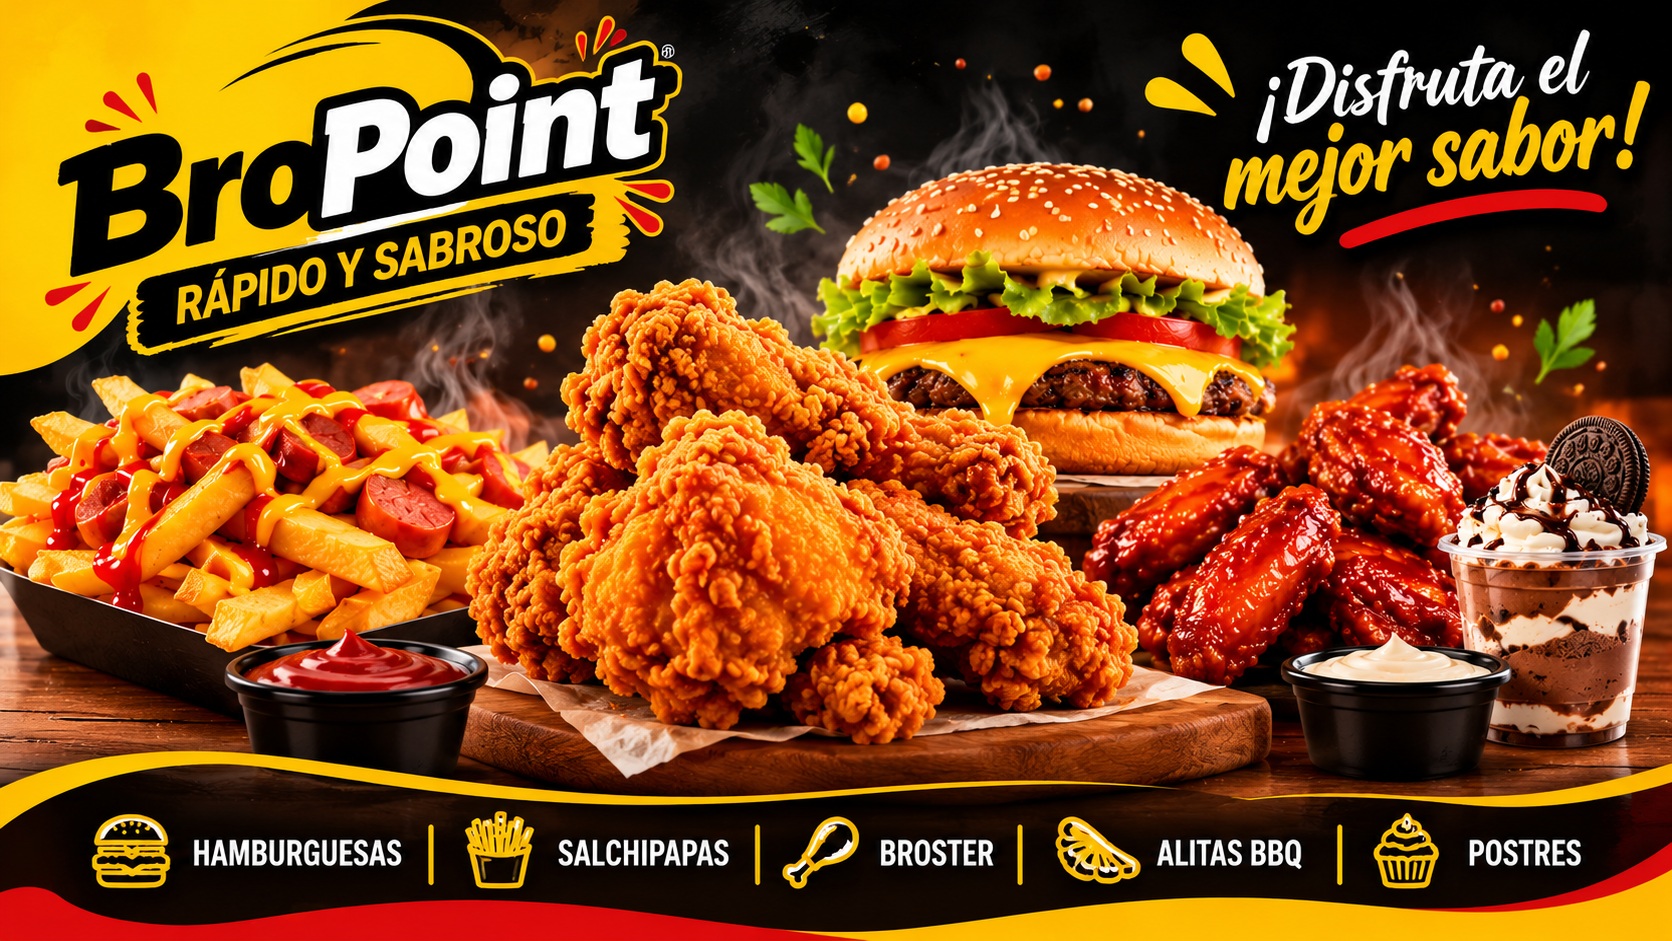 BroPoint®
RÁPIDO Y SABROSO
¡Disfruta el
mejor sabor!
HAMBURGUESAS
SALCHIPAPAS
BROSTER
ALITAS BBQ
POSTRES